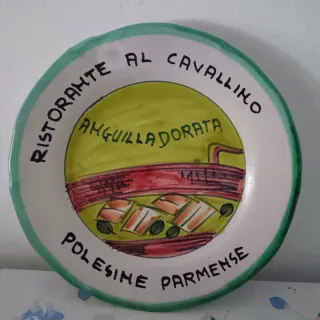 RISTORANTE AL CAVALLINO
ANGUILLA DORATA
POLESINE PARMENSE